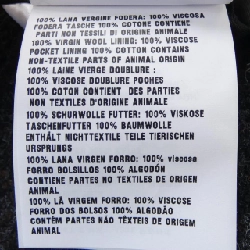 100% LANA VERGINE FODERA: 100% VISCOSA
FODERA TASCHE 100% COTONE CONTIENE
PARTI NON TESSILI DI ORIGINE ANIMALE
100% VIRGIN WOOL LINING: 100% VISCOSE
POCKET LINING 100% COTTON CONTAINS
NON-TEXTILE PARTS OF ANIMAL ORIGIN
100% LAINE VIERGE DOUBLURE :
100% VISCOSE DOUBLURE POCHES
100% COTON CONTIENT DES PARTIES
NON TEXTILES D'ORIGINE ANIMALE
100% SCHURWOLLE FUTTER: 100% VISKOSE
TASCHENFUTTER 100% BAUMWOLLE
ENTHÄLT NICHTTEXTILE TEILE TIERISCHEN
URSPRUNGS
100% LANA VIRGEN FORRO: 100% viscosa
FORRO BOLSILLOS 100% ALGODÓN
CONTIENE PARTES NO TEXTILES DE ORIGEN
ANIMAL
100% LÃ VIRGEM FORRO: 100% VISCOSE
FORRO DOS BOLSOS 100% ALGODÃO
CONTÉM PARTES NÃO TÊXTEIS DE ORIGEM
ANIMAL